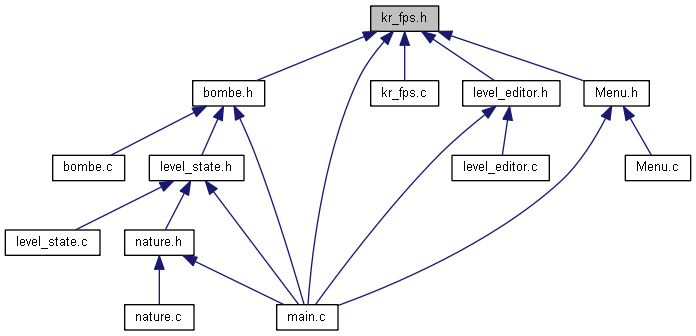 kr_fps.h
bombe.h
kr_fps.c
level_editor.h
Menu.h
bombe.c
level_state.h
level_editor.c
Menu.c
level_state.c
nature.h
nature.c
main.c